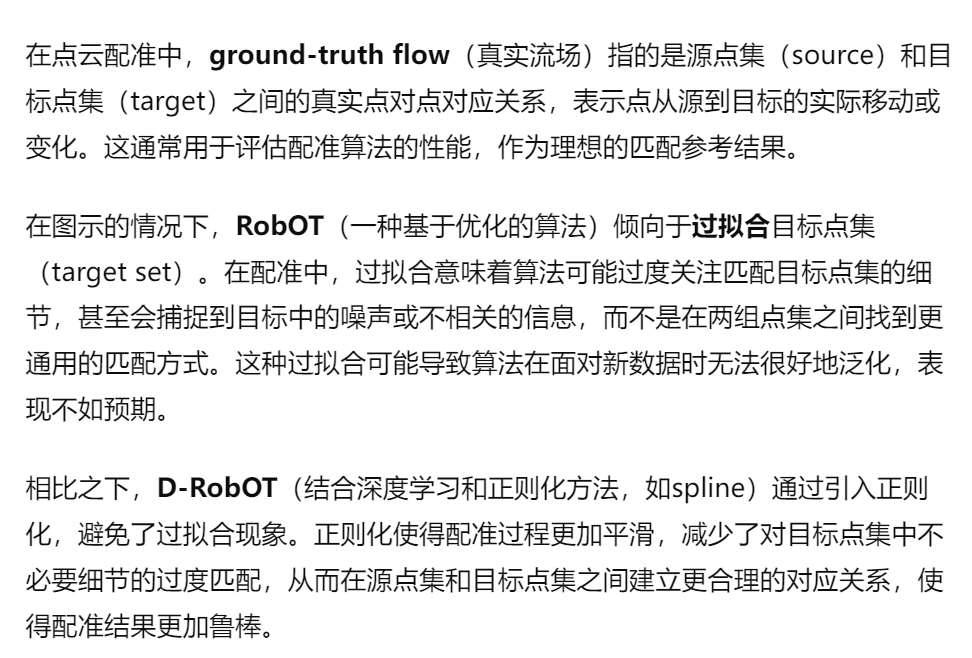 在点云配准中，ground-truth flow（真实流场）指的是源点集（source）和目
标点集（target）之间的真实点对点对应关系，表示点从源到目标的实际移动或
变化。这通常用于评估配准算法的性能，作为理想的匹配参考结果。
在图示的情况下，RobOT（一种基于优化的算法）倾向于过拟合目标点集
（target set）。在配准中，过拟合意味着算法可能过度关注匹配目标点集的细
节，甚至会捕捉到目标中的噪声或不相关的信息，而不是在两组点集之间找到更
通用的匹配方式。这种过拟合可能导致算法在面对新数据时无法很好地泛化，表
现不如预期。
相比之下，D-RobOT（结合深度学习和正则化方法，如spline）通过引入正则
化，避免了过拟合现象。正则化使得配准过程更加平滑，减少了对目标点集中不
必要细节的过度匹配，从而在源点集和目标点集之间建立更合理的对应关系，使
得配准结果更加鲁棒。